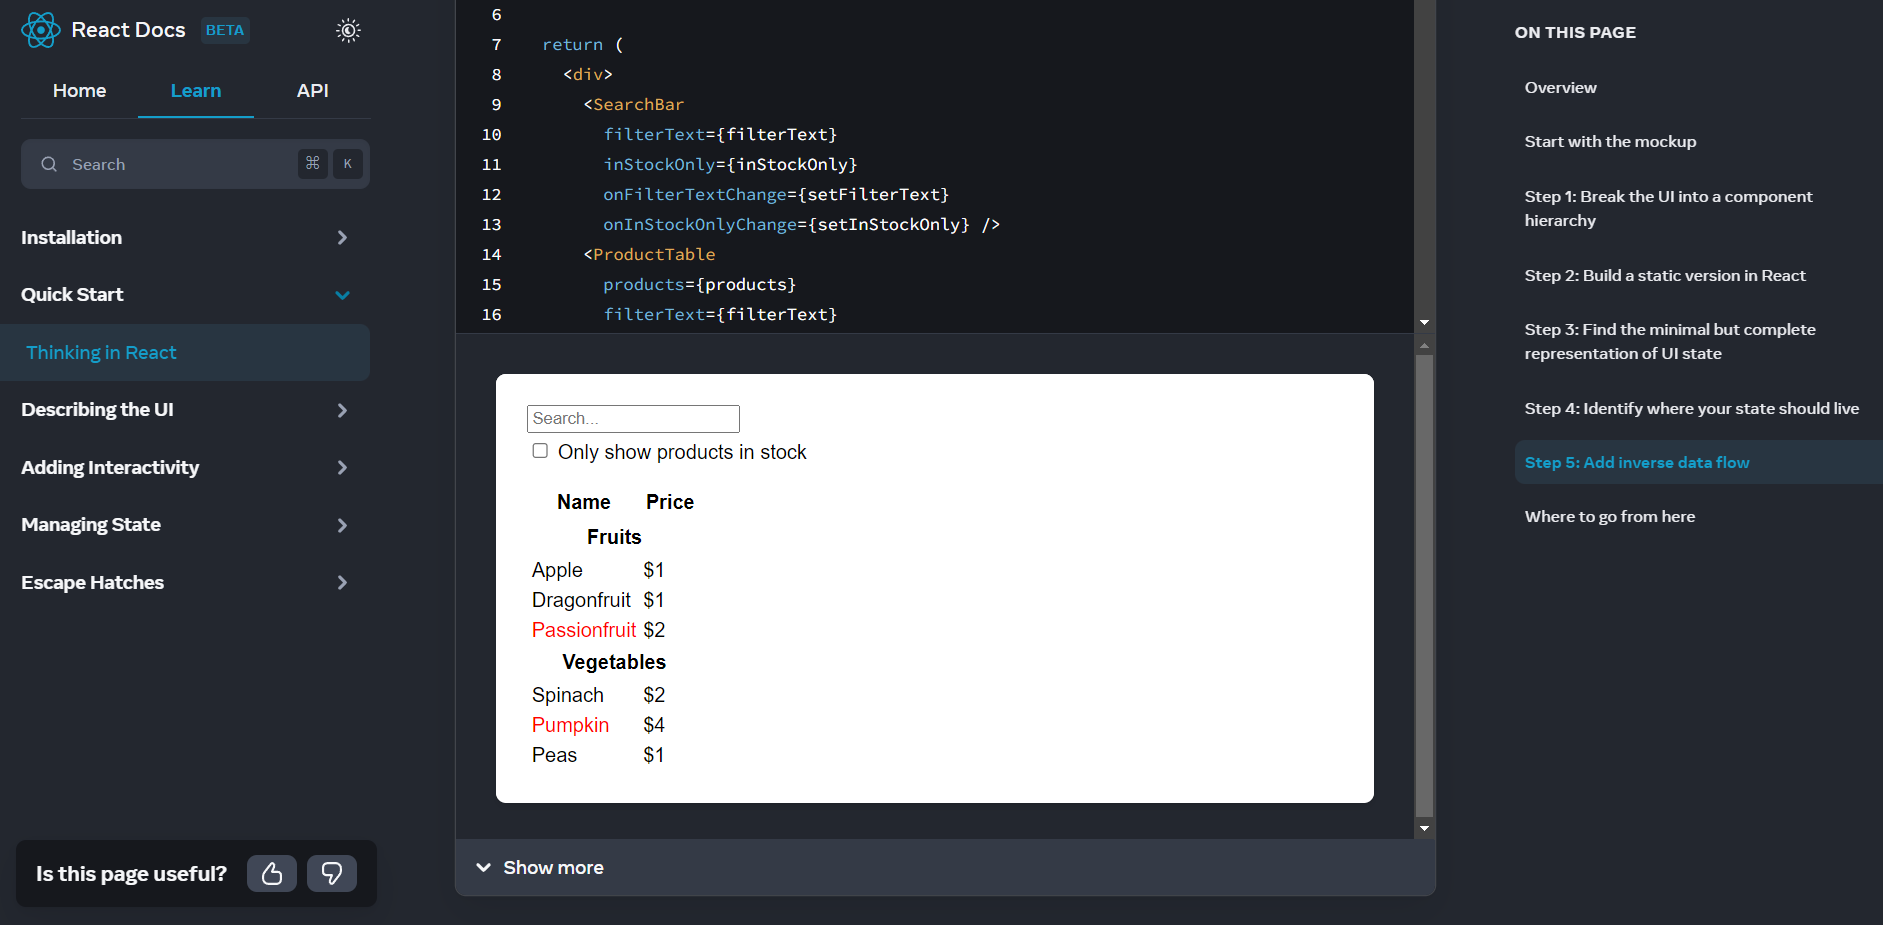 React Docs BETA
Home Learn API
Search ⌘ K
Installation
Quick Start
Thinking in React
Describing the UI
Adding Interactivity
Managing State
Escape Hatches
Is this page useful?
6
7 return (
8 <div>
9 <SearchBar
10 filterText={filterText}
11 inStockOnly={inStockOnly}
12 onFilterTextChange={setFilterText}
13 onInStockOnlyChange={setInStockOnly} />
14 <ProductTable
15 products={products}
16 filterText={filterText}
Search...
Only show products in stock
Name Price
Fruits
Apple $1
Dragonfruit $1
Passionfruit $2
Vegetables
Spinach $2
Pumpkin $4
Peas $1
Show more
ON THIS PAGE
Overview
Start with the mockup
Step 1: Break the UI into a component
hierarchy
Step 2: Build a static version in React
Step 3: Find the minimal but complete
representation of UI state
Step 4: Identify where your state should live
Step 5: Add inverse data flow
Where to go from here